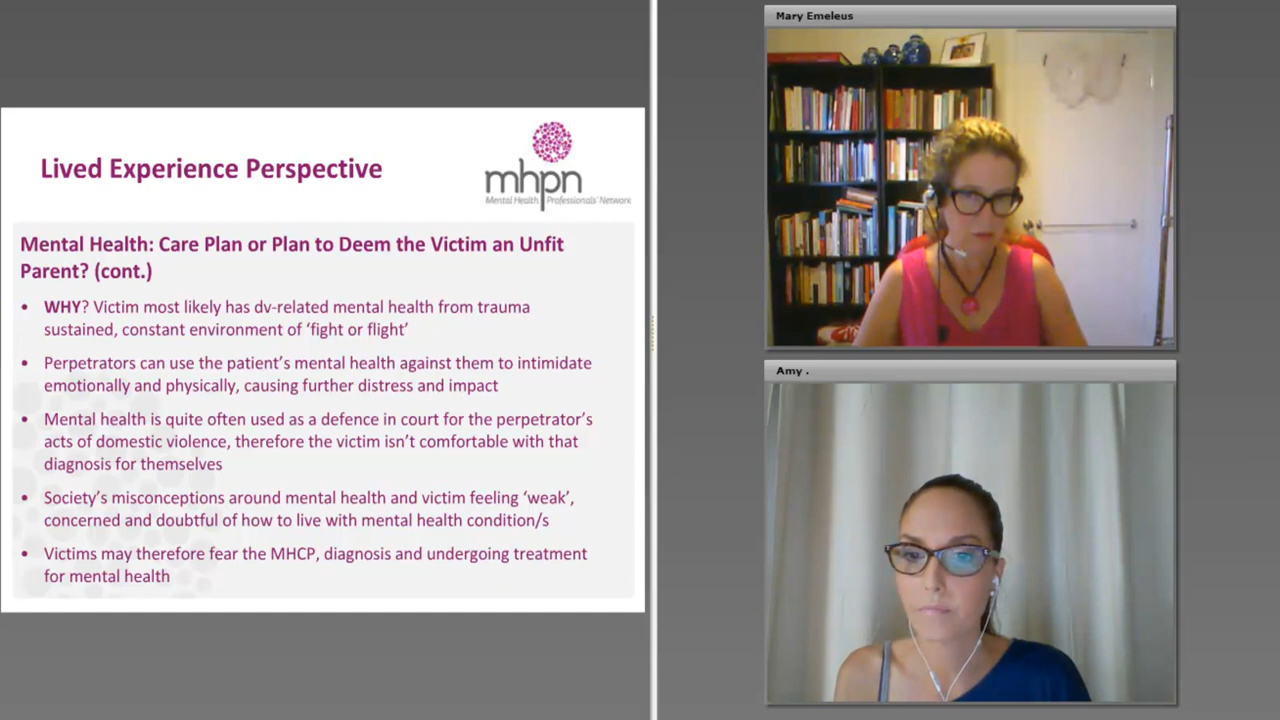 Lived Experience Perspective
mhpn
Mental Health Professionals' Network
Mental Health: Care Plan or Plan to Deem the Victim an Unfit
Parent? (cont.)
• WHY? Victim most likely has dv-related mental health from trauma
sustained, constant environment of 'fight or flight'
• Perpetrators can use the patient's mental health against them to intimidate
emotionally and physically, causing further distress and impact
• Mental health is quite often used as a defence in court for the perpetrator's
acts of domestic violence, therefore the victim isn't comfortable with that
diagnosis for themselves
• Society's misconceptions around mental health and victim feeling 'weak',
concerned and doubtful of how to live with mental health condition/s
• Victims may therefore fear the MHCP, diagnosis and undergoing treatment
for mental health
Mary Emeleus
Amy .